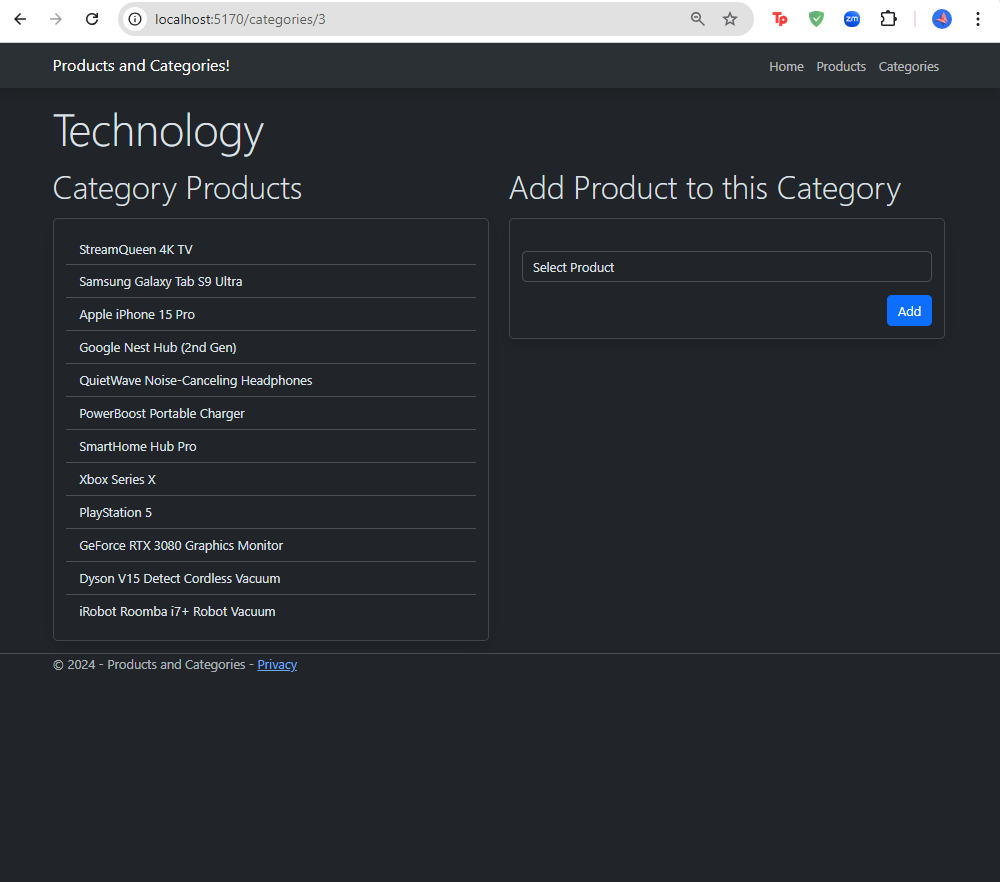 localhost:5170/categories/3
Tp
zm
Products and Categories!
Home Products Categories
Technology
Category Products
StreamQueen 4K TV
Samsung Galaxy Tab S9 Ultra
Apple iPhone 15 Pro
Google Nest Hub (2nd Gen)
QuietWave Noise-Canceling Headphones
PowerBoost Portable Charger
SmartHome Hub Pro
Xbox Series X
PlayStation 5
GeForce RTX 3080 Graphics Monitor
Dyson V15 Detect Cordless Vacuum
iRobot Roomba i7+ Robot Vacuum
Add Product to this Category
Select Product
Add
© 2024 - Products and Categories - Privacy